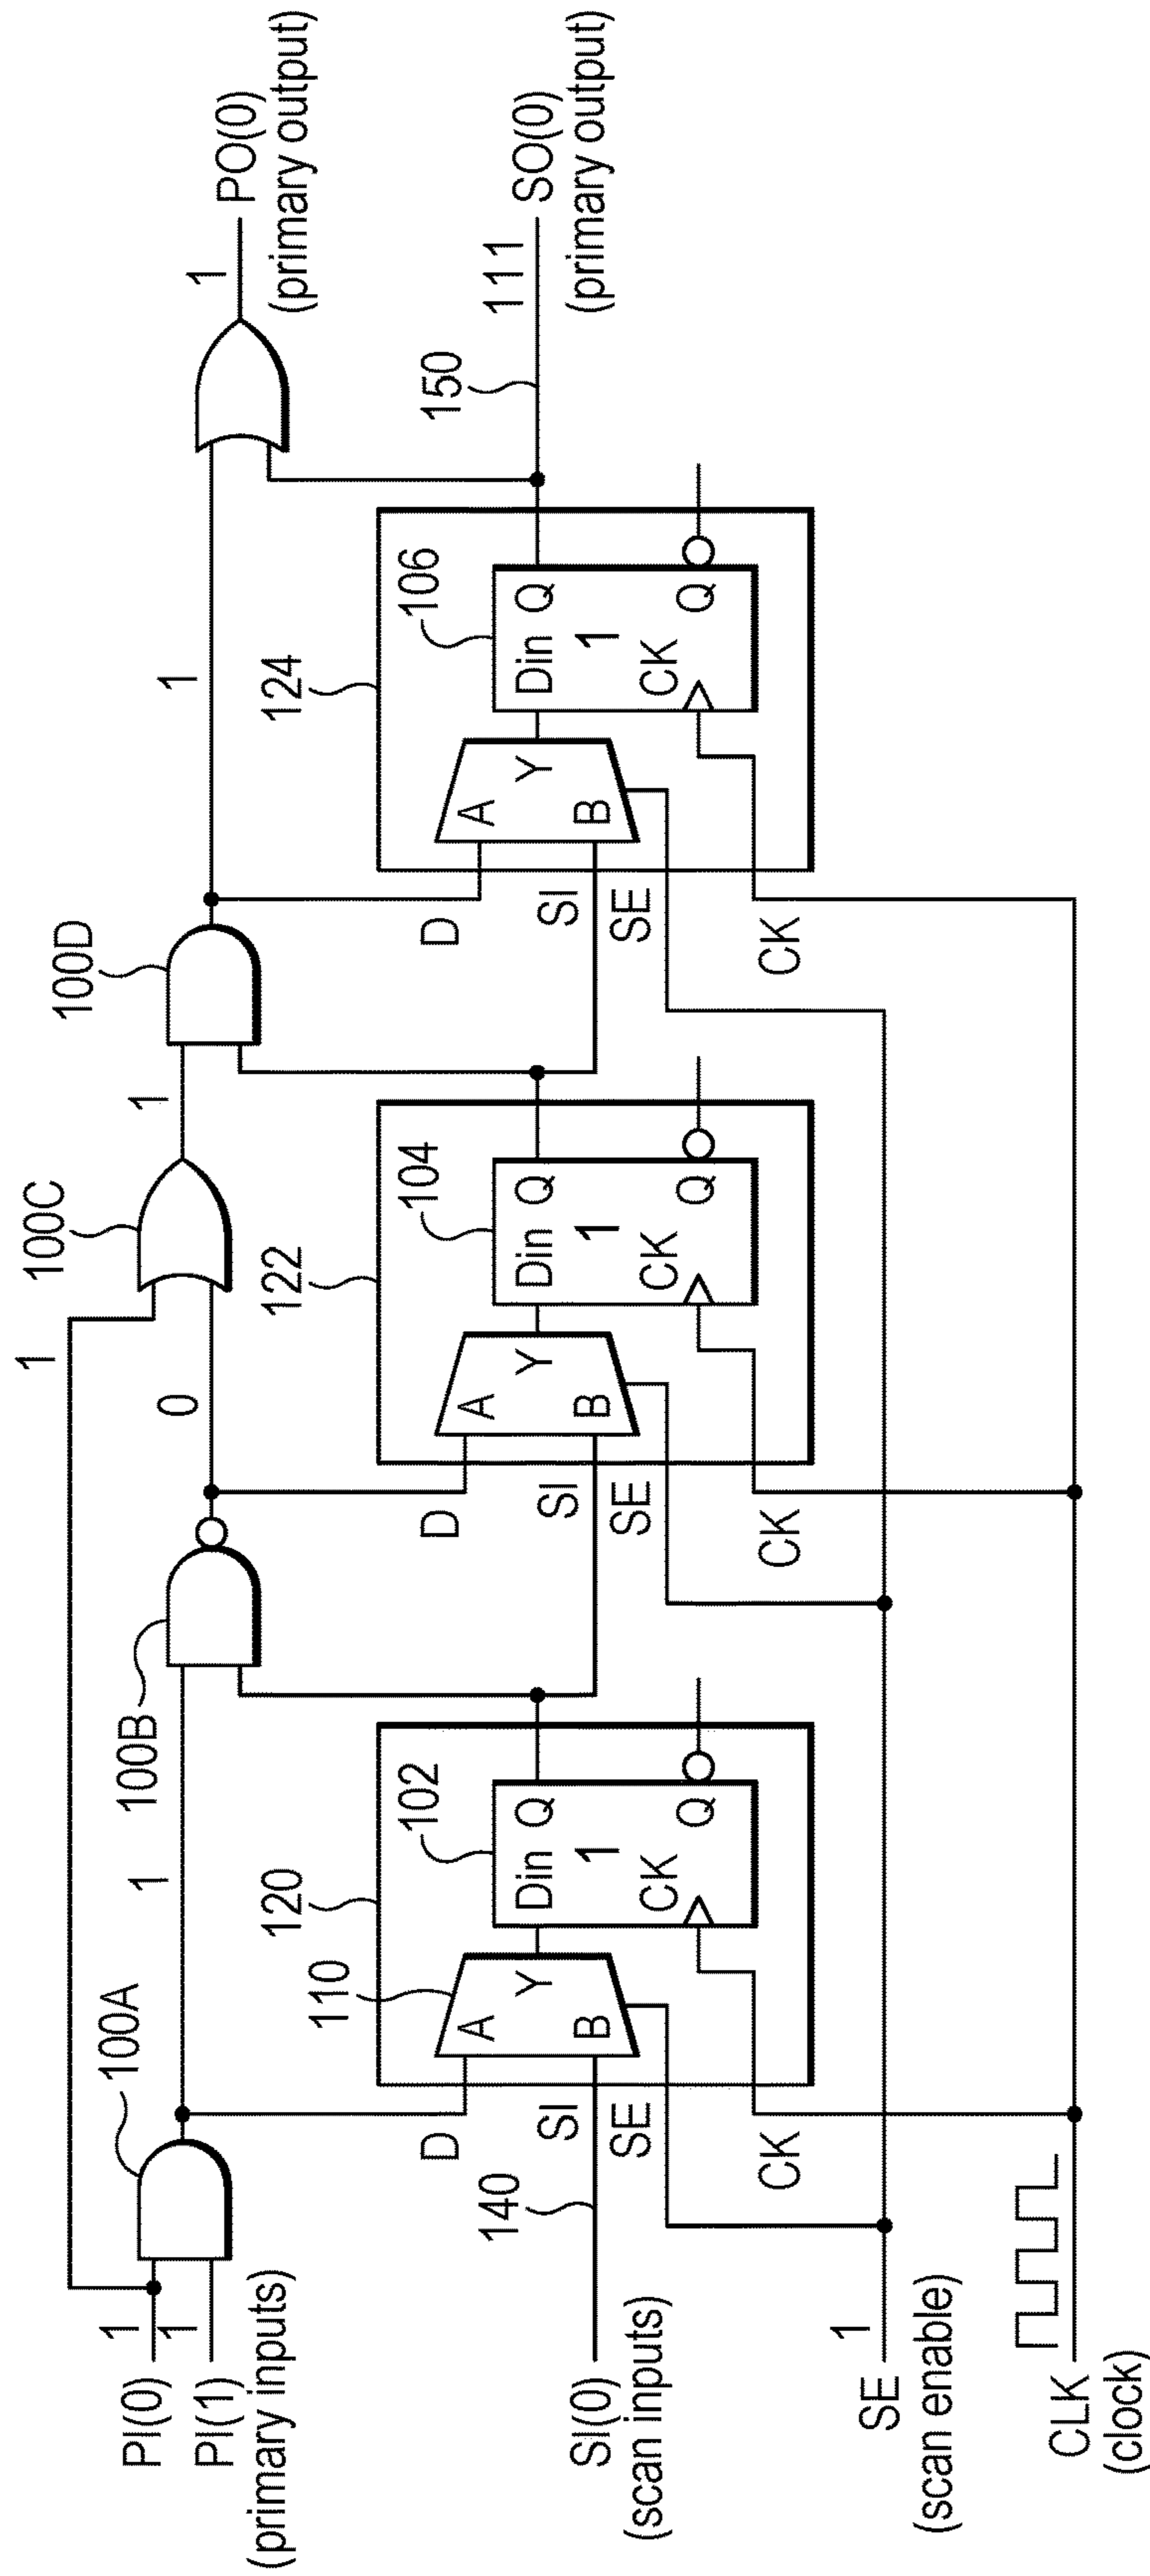 PI(0)
PI(1)
(primary inputs)
1
1
1
100A
1
100B
0
100C
1
100D
1
1
PO(0)
(primary output)
SI(0)
(scan inputs)
140
D
SI
SE
CK
110
120
A
B
Y
102
Din
Q
1
CK
Q
D
SI
SE
CK
122
A
B
Y
104
Din
Q
1
CK
Q
D
SI
SE
CK
124
A
B
Y
106
Din
Q
1
CK
Q
150
111
SO(0)
(primary output)
SE
(scan enable)
1
CLK
(clock)